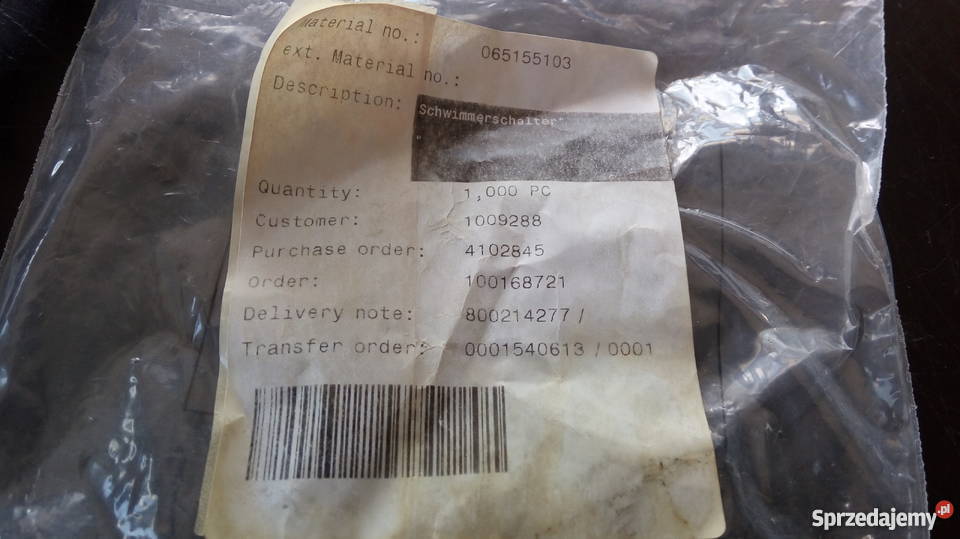 Material no.: 065155103
ext. Material no.:
Description: Schwimmerschalter"
"
Quantity: 1,000 PC
Customer: 1009288
Purchase order: 4102845
Order: 100168721
Delivery note: 800214277 /
Transfer order: 0001540613 / 0001
Sprzedajemy.pl